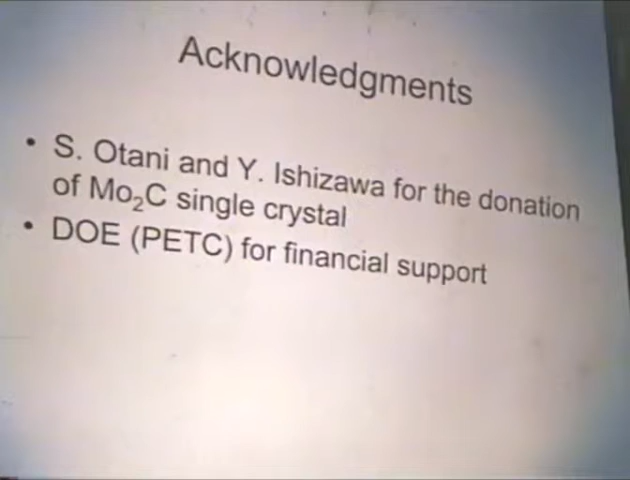 Acknowledgments
• S. Otani and Y. Ishizawa for the donation
of Mo₂C single crystal
• DOE (PETC) for financial support